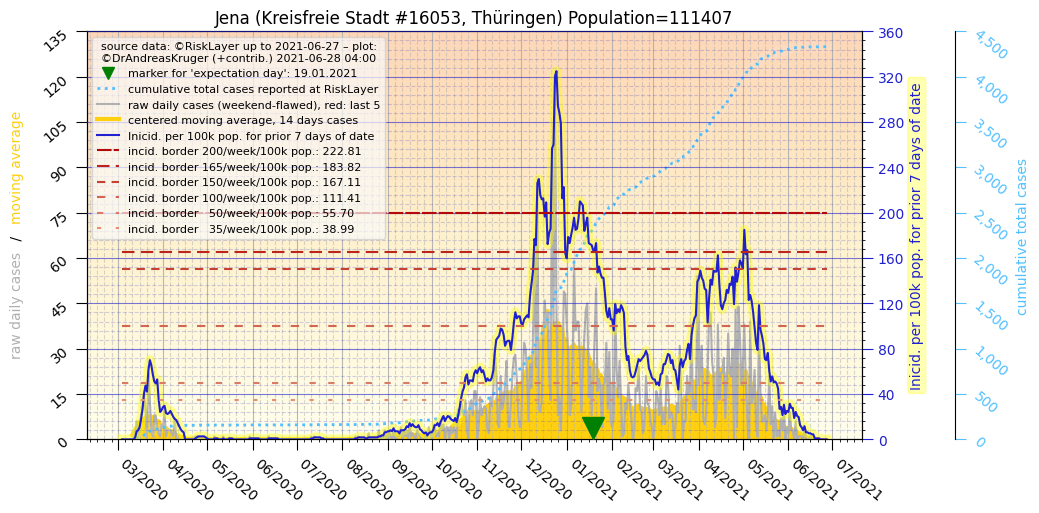 Jena (Kreisfreie Stadt #16053, Thüringen) Population=111407
source data: ©RiskLayer up to 2021-06-27 – plot:
©DrAndreasKruger (+contrib.) 2021-06-28 04:00
marker for 'expectation day': 19.01.2021
cumulative total cases reported at RiskLayer
raw daily cases (weekend-flawed), red: last 5
centered moving average, 14 days cases
Inicid. per 100k pop. for prior 7 days of date
incid. border 200/week/100k pop.: 222.81
incid. border 165/week/100k pop.: 183.82
incid. border 150/week/100k pop.: 167.11
incid. border 100/week/100k pop.: 111.41
incid. border 50/week/100k pop.: 55.70
incid. border 35/week/100k pop.: 38.99
raw daily cases / moving average
135
120
105
90
75
60
45
30
15
0
360
320
280
240
200
160
120
80
40
0
Inicid. per 100k pop. for prior 7 days of date
4,500
4,000
3,500
3,000
2,500
2,000
1,500
1,000
500
0
cumulative total cases
03/2020
04/2020
05/2020
06/2020
07/2020
08/2020
09/2020
10/2020
11/2020
12/2020
01/2021
02/2021
03/2021
04/2021
05/2021
06/2021
07/2021